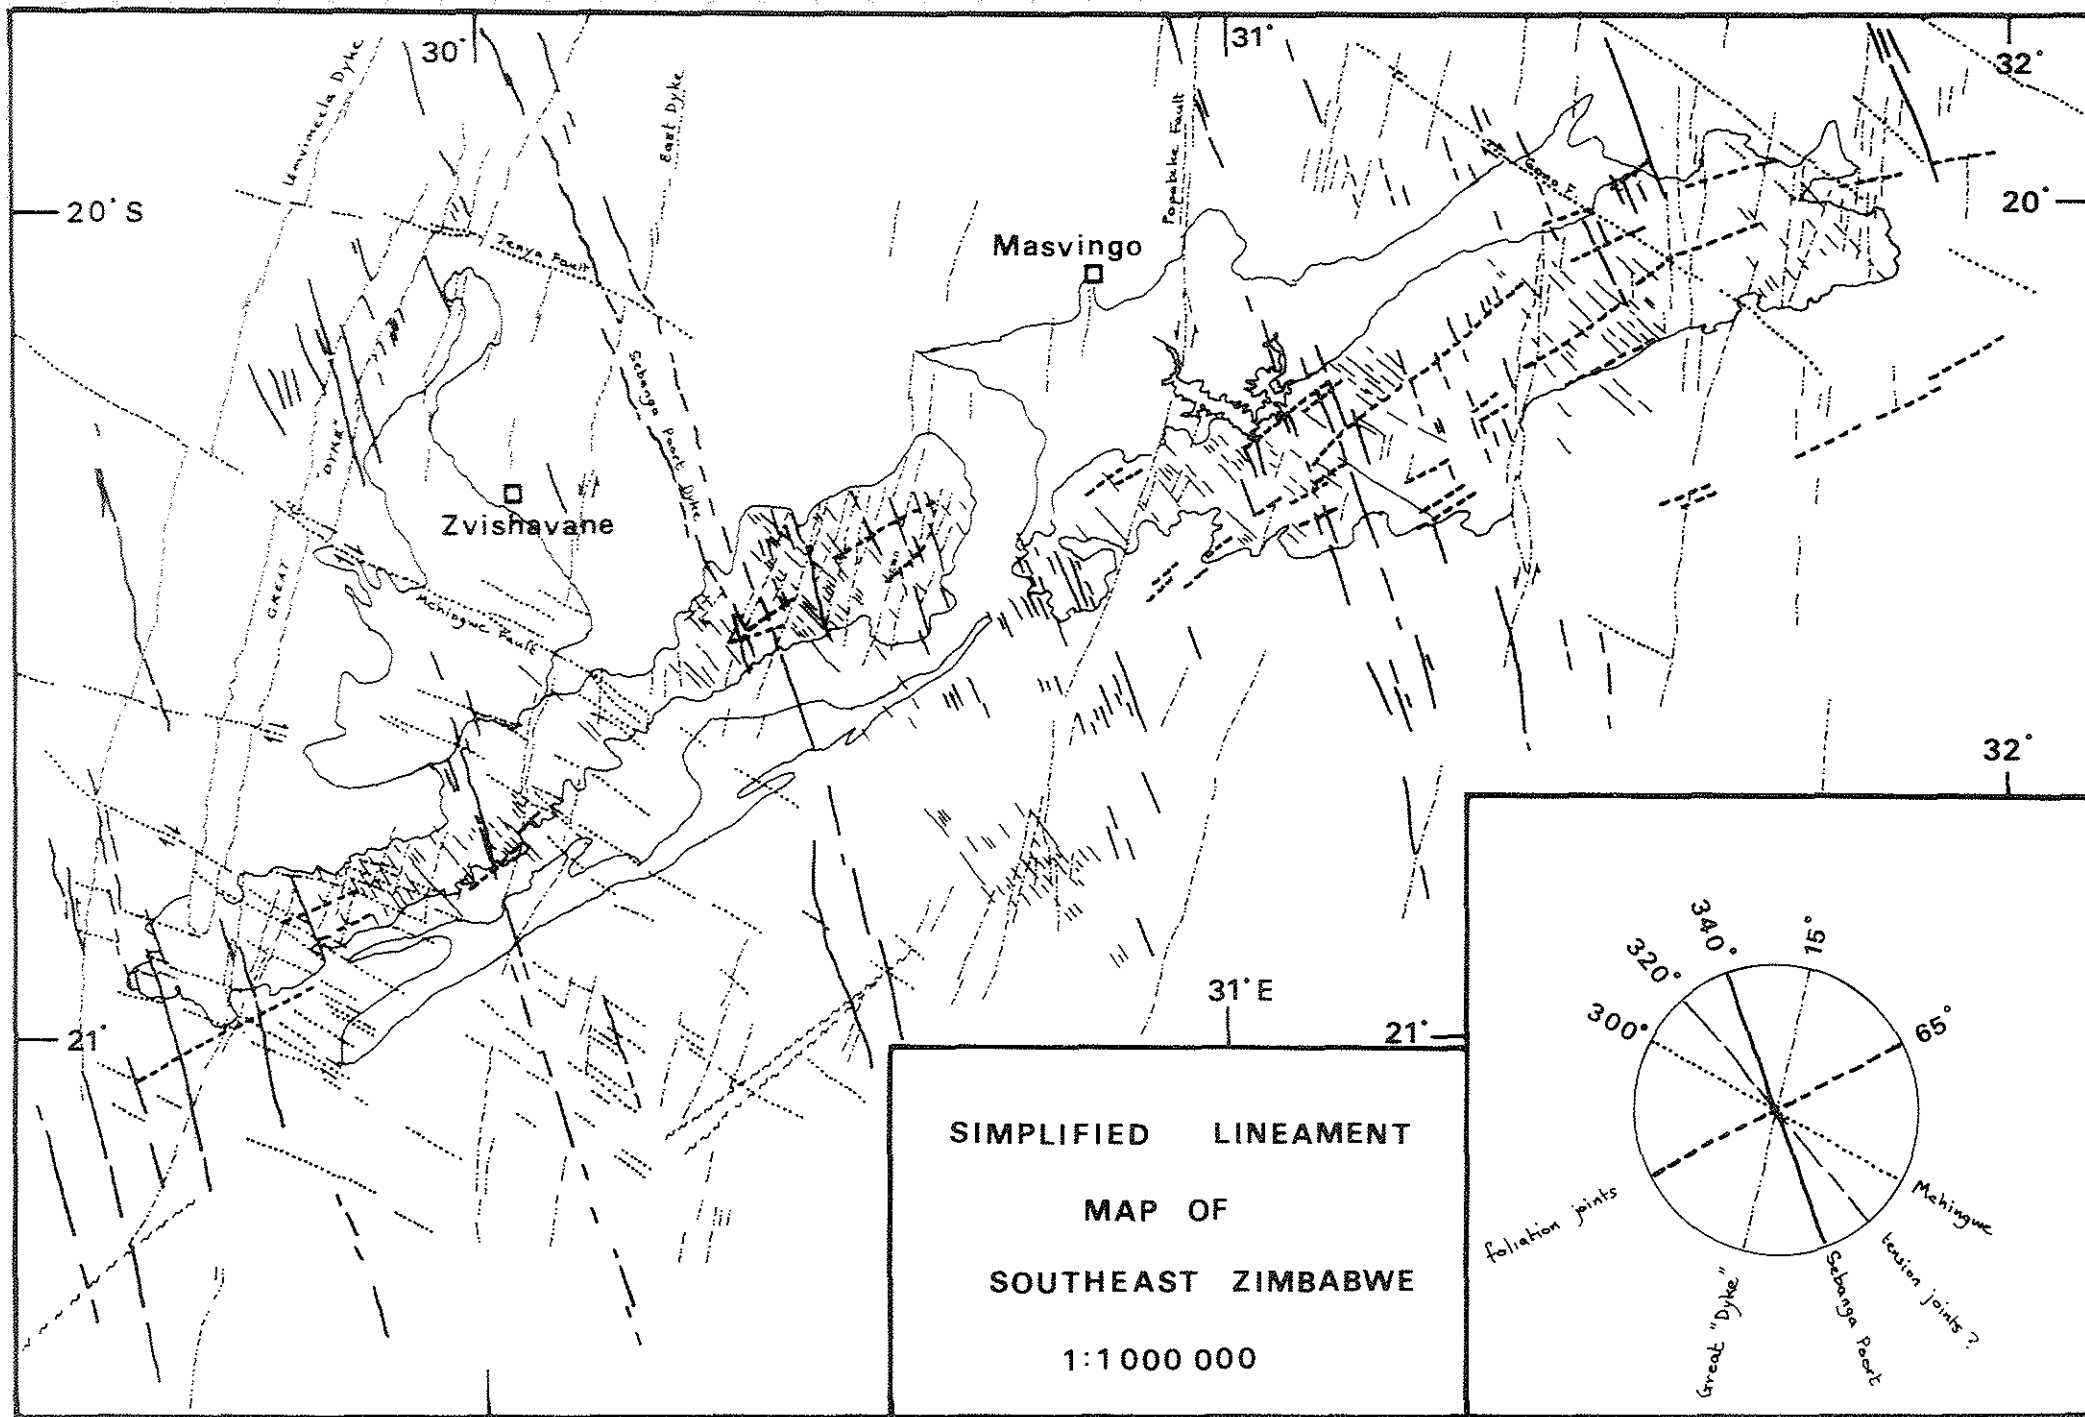 30°
31°
32°
Umvimeela Dyke
East Dyke
Popoteke Fault
Gono F.
20° S
20°
Jenya Fault
Masvingo
Sebanga Poort Dyke
"DYKE"
Zvishavane
GREAT
Mchingwe Fault
32°
31° E
21°
21°
SIMPLIFIED LINEAMENT
MAP OF
SOUTHEAST ZIMBABWE
1:1 000 000
340°
15°
320°
300°
65°
foliation joints
Mchingwe
tension joints ?
Sebanga Poort
Great "Dyke"